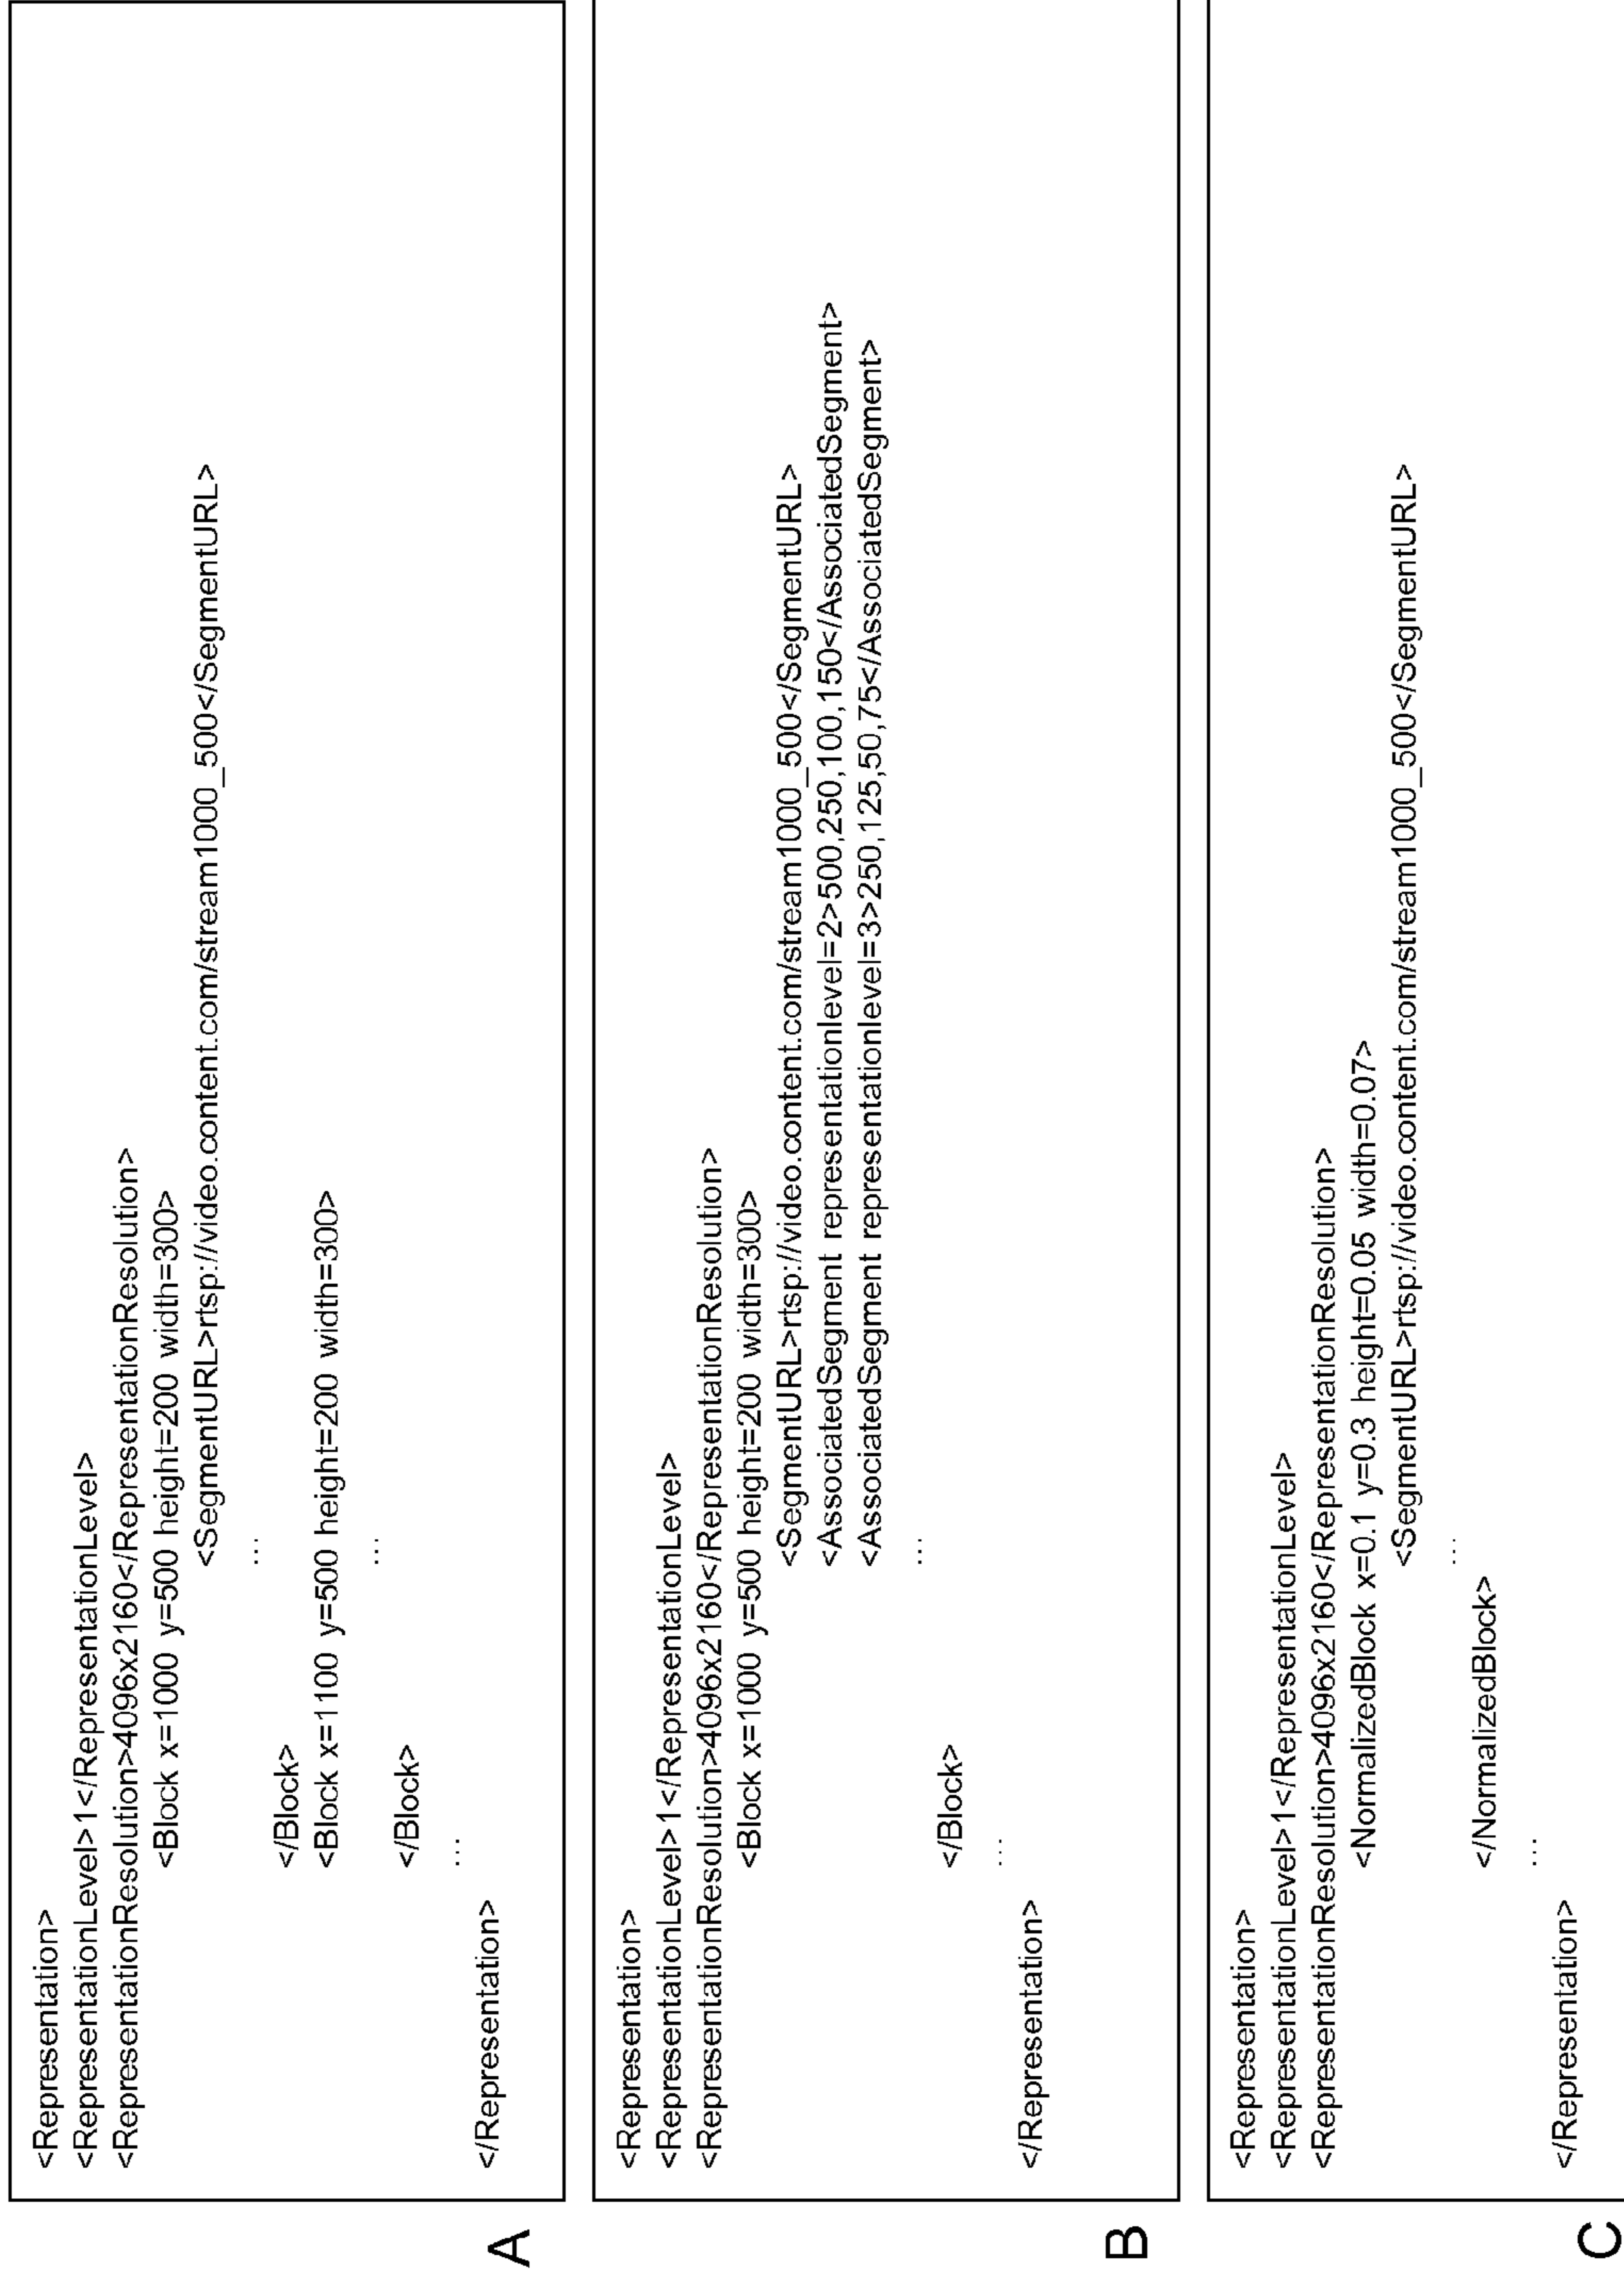 <Representation>
<RepresentationLevel>1</RepresentationLevel>
<RepresentationResolution>4096x2160</RepresentationResolution>
<Block x=1000 y=500 height=200 width=300>
<SegmentURL>rtsp://video.content.com/stream1000_500</SegmentURL>
...
</Block>
<Block x=1100 y=500 height=200 width=300>
...
</Block>
...
</Representation>
A
<Representation>
<RepresentationLevel>1</RepresentationLevel>
<RepresentationResolution>4096x2160</RepresentationResolution>
<Block x=1000 y=500 height=200 width=300>
<SegmentURL>rtsp://video.content.com/stream1000_500</SegmentURL>
<AssociatedSegment representationlevel=2>500,250,100,150</AssociatedSegment>
<AssociatedSegment representationlevel=3>250,125,50,75</AssociatedSegment>
...
</Block>
...
</Representation>
B
<Representation>
<RepresentationLevel>1</RepresentationLevel>
<RepresentationResolution>4096x2160</RepresentationResolution>
<NormalizedBlock x=0.1 y=0.3 height=0.05 width=0.07>
<SegmentURL>rtsp://video.content.com/stream1000_500</SegmentURL>
...
</NormalizedBlock>
...
</Representation>
C